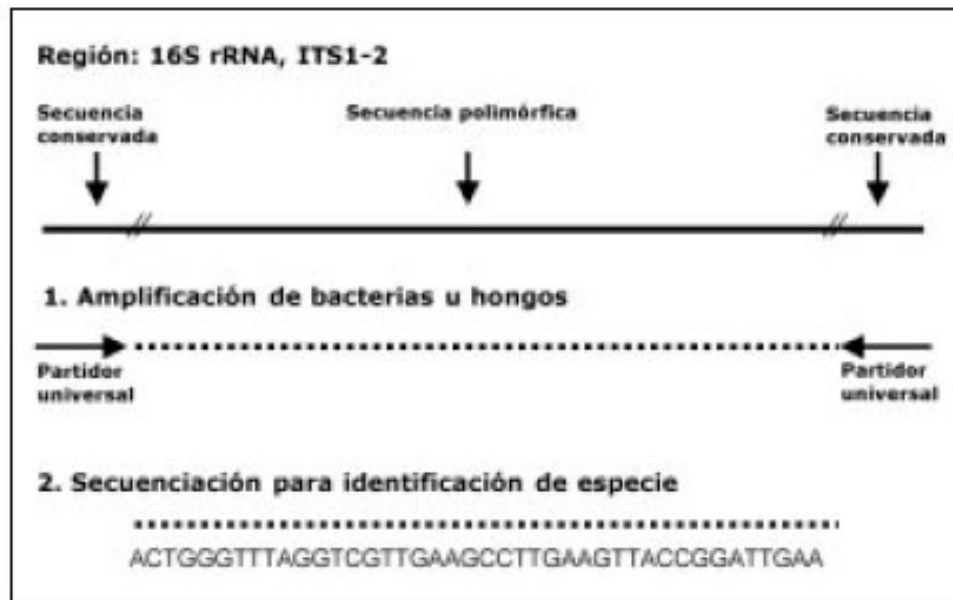 Región: 16S rRNA, ITS1-2
Secuencia conservada
Secuencia polimórfica
Secuencia conservada
1. Amplificación de bacterias u hongos
Partidor universal
Partidor universal
2. Secuenciación para identificación de especie
ACTGGGTTTAGGTCGTTGAAGCCTTGAAGTTACCGGATTGAA